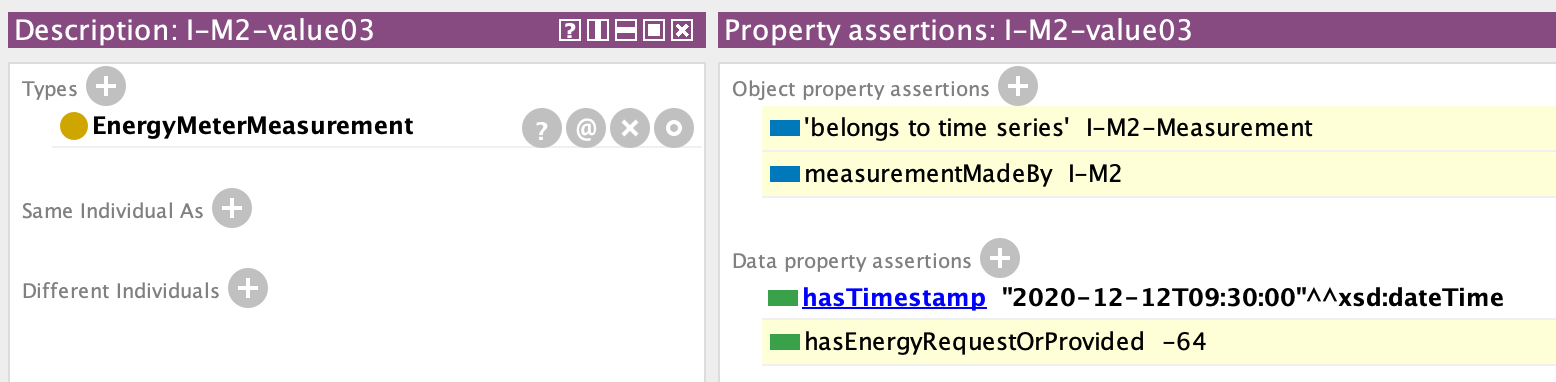 Description: I-M2-value03
Types
EnergyMeterMeasurement
Same Individual As
Different Individuals
Property assertions: I-M2-value03
Object property assertions
'belongs to time series' I-M2-Measurement
measurementMadeBy I-M2
Data property assertions
hasTimestamp "2020-12-12T09:30:00"^^xsd:dateTime
hasEnergyRequestOrProvided -64